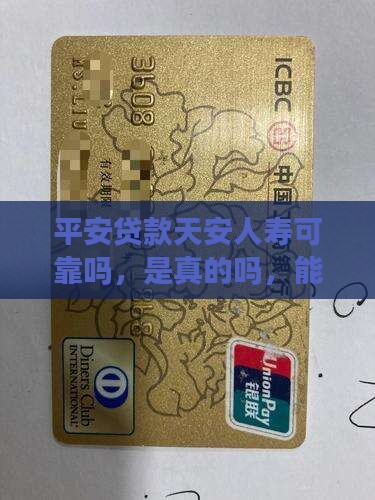 ICBC 中国
3608
有效期
平安贷款天安人寿可
靠吗，是真的吗，能
Diners Club
INTERNATIONAL
UnionPay
银联